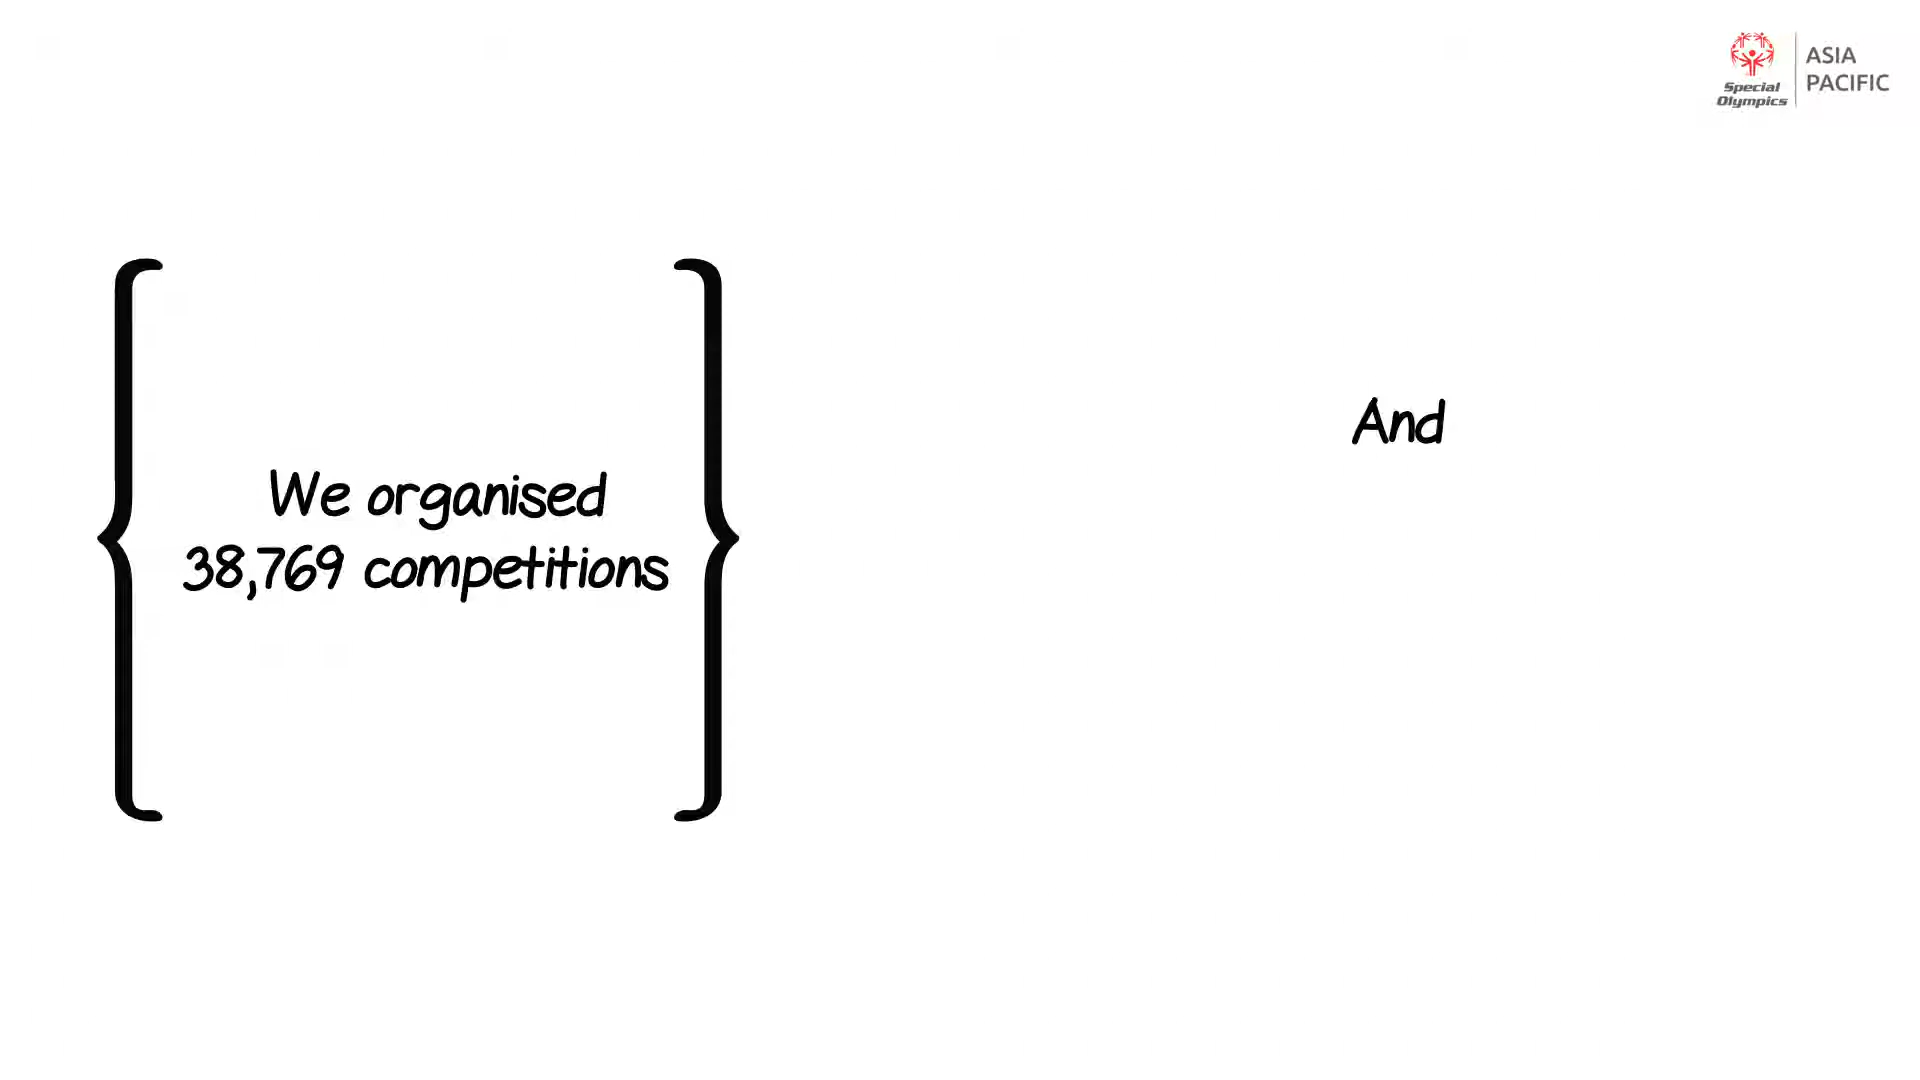 Special
Olympics
ASIA
PACIFIC
We organised
38,769 competitions
And